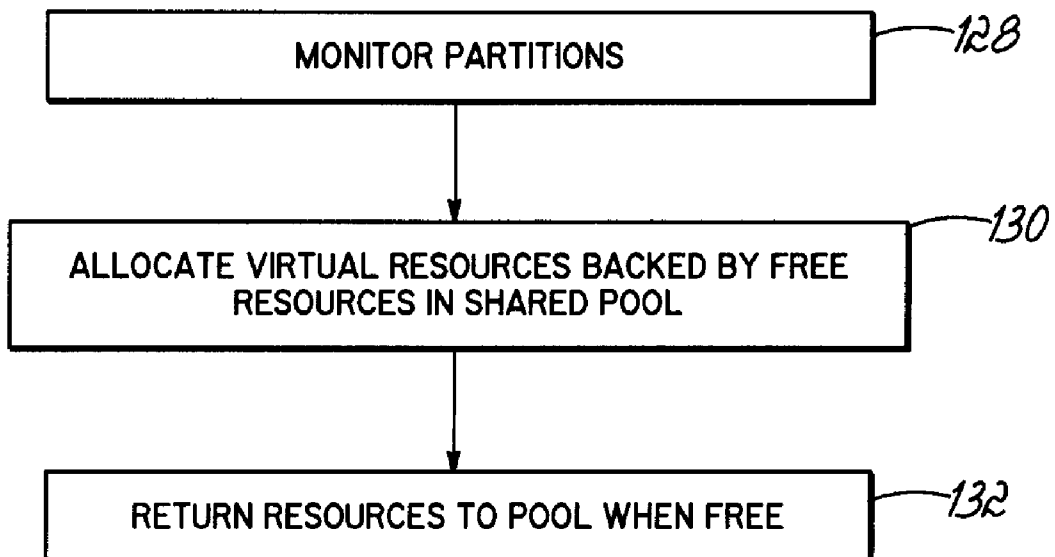 MONITOR PARTITIONS
128
ALLOCATE VIRTUAL RESOURCES BACKED BY FREE
RESOURCES IN SHARED POOL
130
RETURN RESOURCES TO POOL WHEN FREE
132